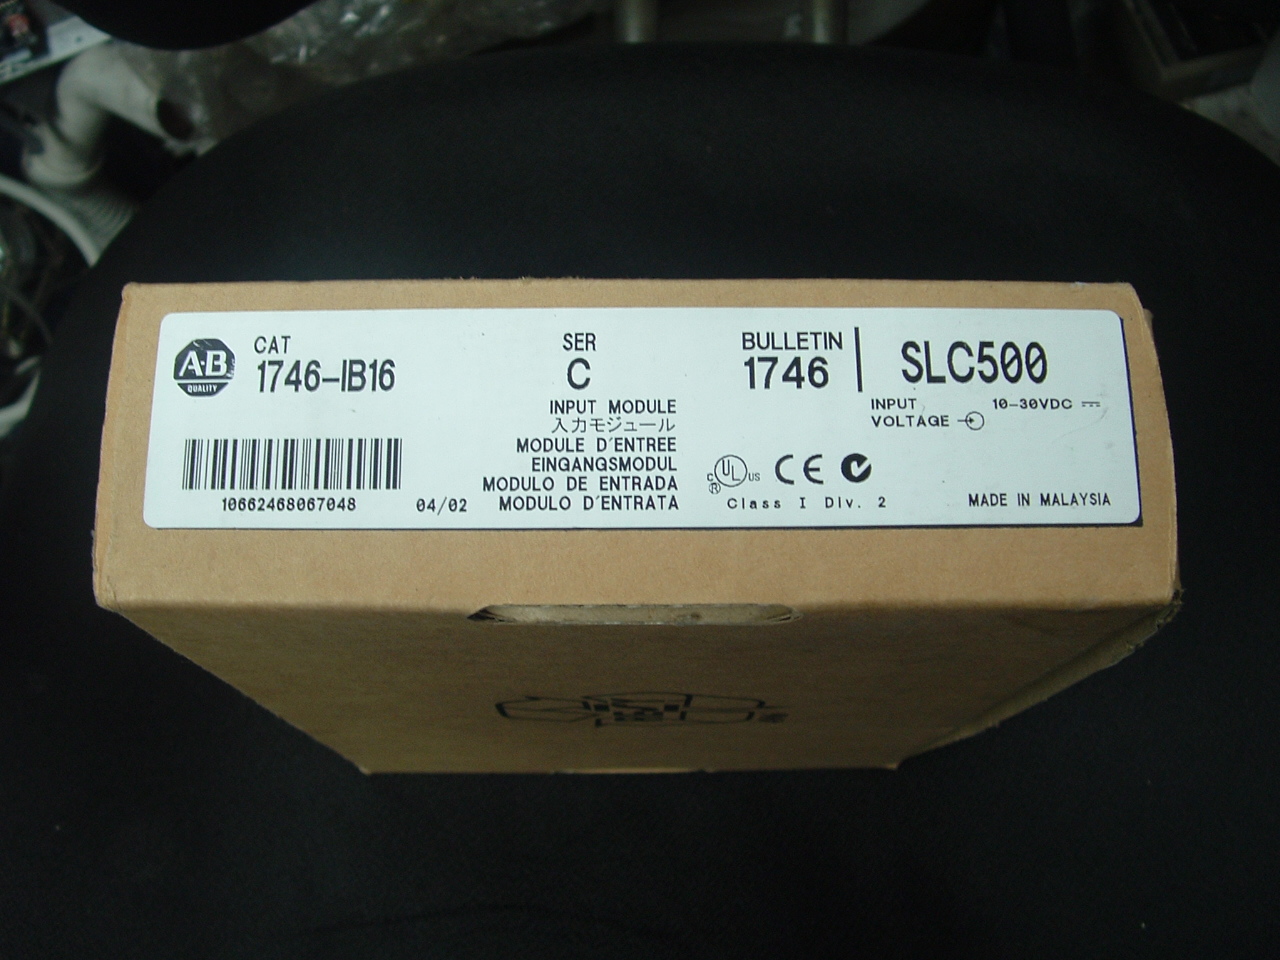 A-B
QUALITY
CAT
1746-IB16
SER
C
BULLETIN
1746
SLC500
INPUT MODULE
入力モジュール
MODULE D'ENTREE
EINGANGSMODUL
MODULO DE ENTRADA
MODULO D'ENTRATA
INPUT
VOLTAGE
10-30VDC
10662468067048
04/02
C UL US
®
CE
Class I Div. 2
MADE IN MALAYSIA